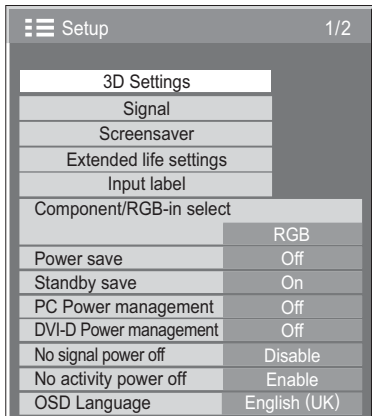 Setup 1/2
3D Settings
Signal
Screensaver
Extended life settings
Input label
Component/RGB-in select
RGB
Power save Off
Standby save On
PC Power management Off
DVI-D Power management Off
No signal power off Disable
No activity power off Enable
OSD Language English (UK)